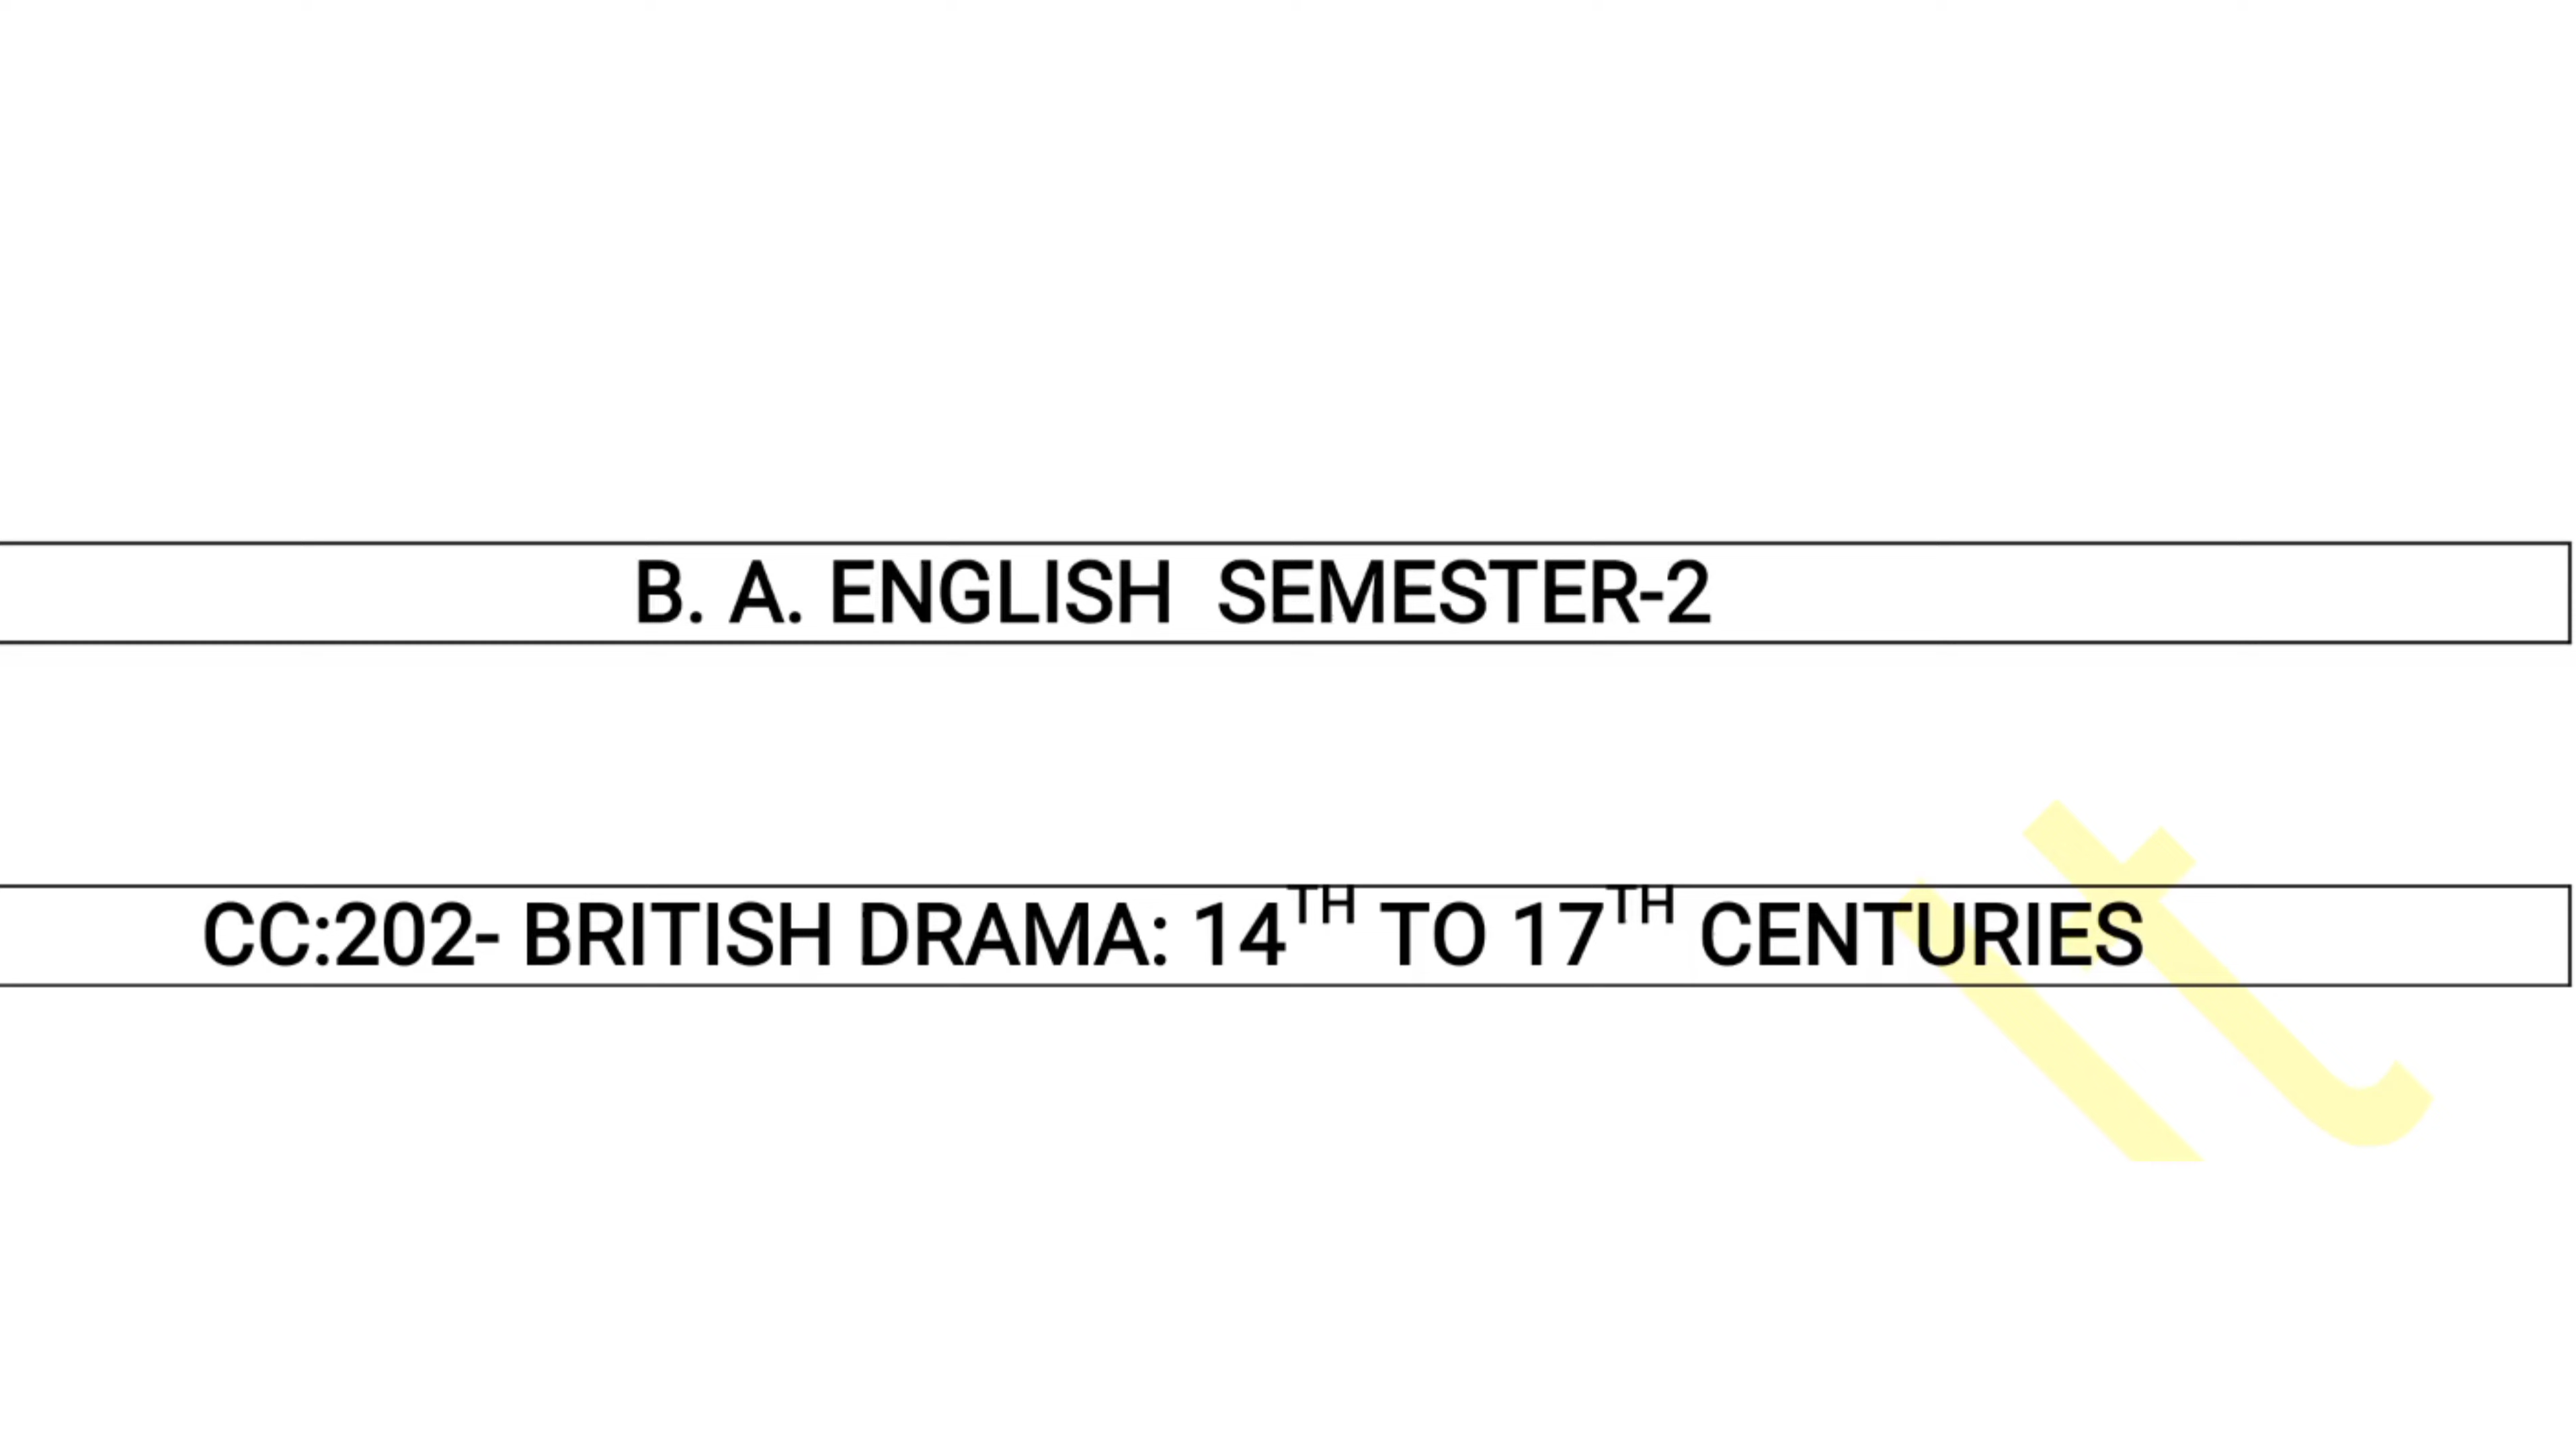 B. A. ENGLISH  SEMESTER-2
CC:202- BRITISH DRAMA: 14TH TO 17TH CENTURIES